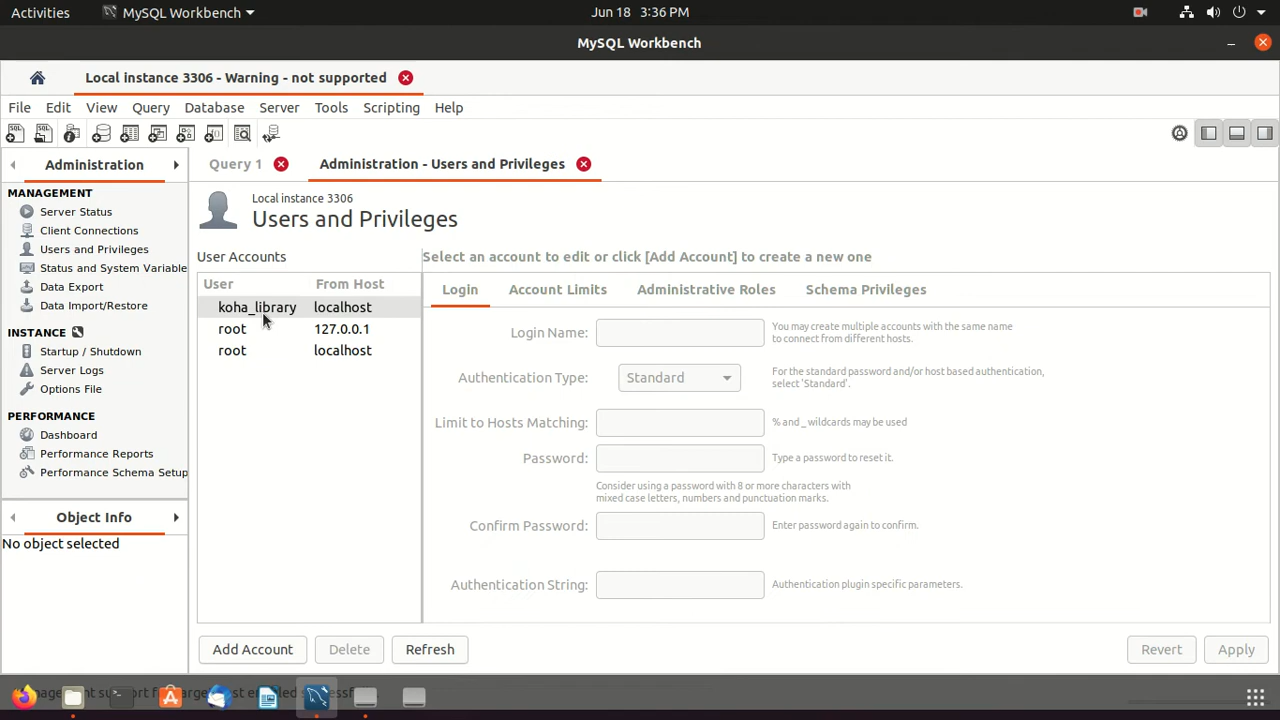 Activities MySQL Workbench Jun 18 3:36 PM
MySQL Workbench
Local instance 3306 - Warning - not supported
File Edit View Query Database Server Tools Scripting Help
Administration Query 1 Administration - Users and Privileges
MANAGEMENT
Server Status
Client Connections
Users and Privileges
Status and System Variable
Data Export
Data Import/Restore
INSTANCE
Startup / Shutdown
Server Logs
Options File
PERFORMANCE
Dashboard
Performance Reports
Performance Schema Setup
Object Info
No object selected
Local instance 3306
Users and Privileges
User Accounts
User From Host
koha_library localhost
root 127.0.0.1
root localhost
Add Account Delete Refresh
Select an account to edit or click [Add Account] to create a new one
Login Account Limits Administrative Roles Schema Privileges
Login Name: You may create multiple accounts with the same name
to connect from different hosts.
Authentication Type: Standard For the standard password and/or host based authentication,
select 'Standard'.
Limit to Hosts Matching: % and _ wildcards may be used
Password: Type a password to reset it.
Consider using a password with 8 or more characters with
mixed case letters, numbers and punctuation marks.
Confirm Password: Enter password again to confirm.
Authentication String: Authentication plugin specific parameters.
Revert Apply